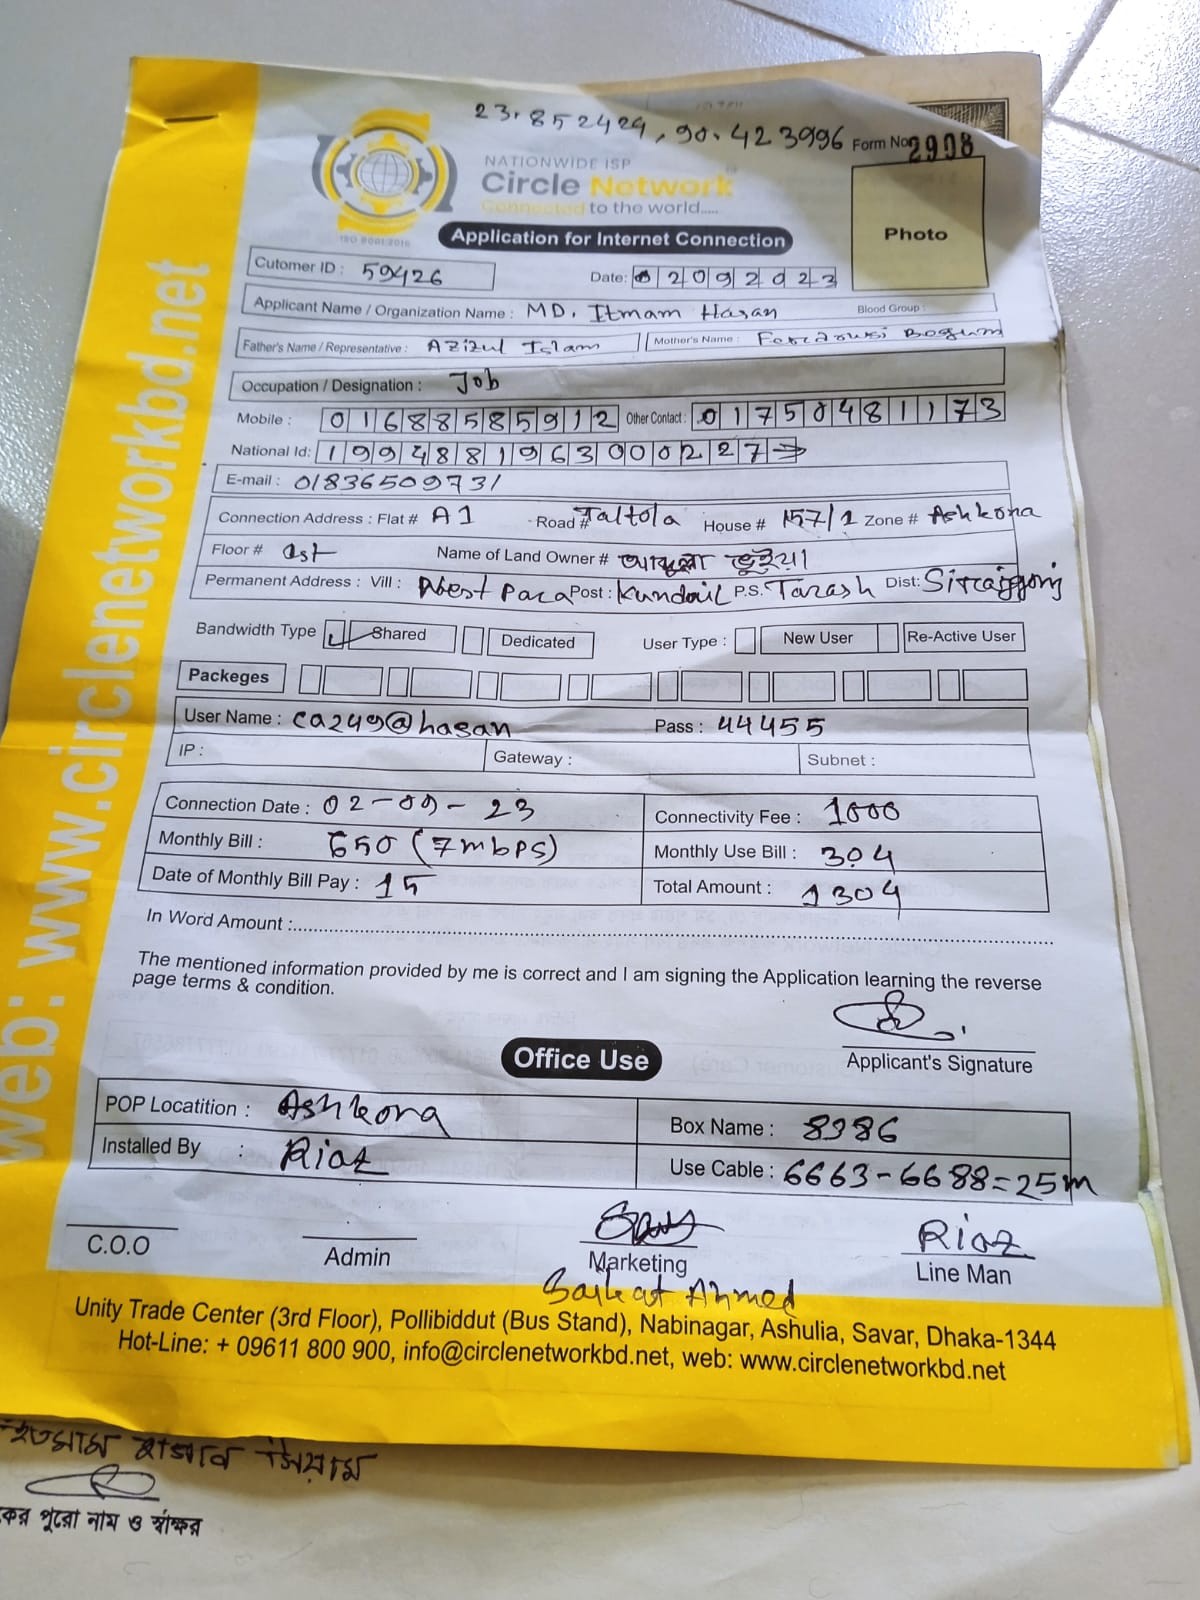 23.852429, 90.423996
Form No 2908
NATIONWIDE ISP
Circle Network
Connected to the world.....
ISO 9001:2015
Application for Internet Connection
Photo
Cutomer ID : 59426 Date: 02092023
Applicant Name / Organization Name : MD. Itmam Hasan Blood Group :
Father's Name / Representative : Azizul Islam Mother's Name : Ferdowsi Begum
Occupation / Designation : Job
Mobile : 01688585912 Other Contact : 01750481173
National Id: 1994881963000227
E-mail : 01836509731
Connection Address : Flat # A1 Road # Taltola House # 157/1 Zone # Ashkona
Floor # 1st Name of Land Owner # ভূইয়া
Permanent Address : Vill : West Para Post : Kundail P.S. Tarash Dist: Sirajgonj
Bandwidth Type Shared Dedicated User Type : New User Re-Active User
Packeges
User Name : ca249@hasan Pass : 44455
IP : Gateway : Subnet :
Connection Date : 02-09-23 Connectivity Fee : 1000
Monthly Bill : 650 (7mbps) Monthly Use Bill : 304
Date of Monthly Bill Pay : 15 Total Amount : 1304
In Word Amount :
The mentioned information provided by me is correct and I am signing the Application learning the reverse
page terms & condition.
Applicant's Signature
Office Use
POP Locatition : Ashkona Box Name : 8986
Installed By : Riaz Use Cable : 6663-6688=25m
C.O.O Admin Marketing Riaz Line Man
Saikat Ahmed
Unity Trade Center (3rd Floor), Pollibiddut (Bus Stand), Nabinagar, Ashulia, Savar, Dhaka-1344
Hot-Line: + 09611 800 900, info@circlenetworkbd.net, web: www.circlenetworkbd.net
web: www.circlenetworkbd.net
ইতমাম হাসান সিয়াম
কের পুরো নাম ও স্বাক্ষর